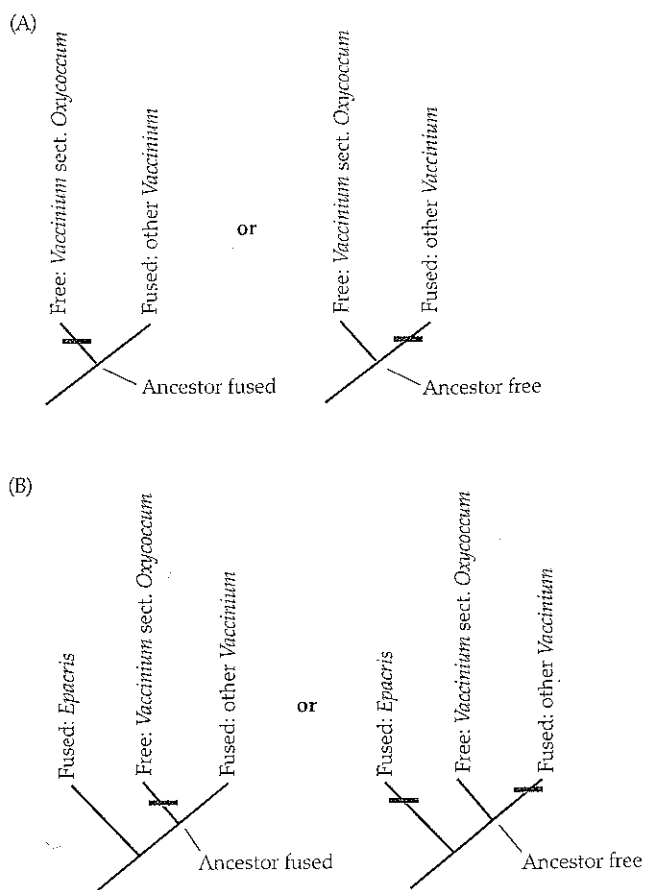 (A)
Free: Vaccinium sect. Oxycoccum
Fused: other Vaccinium
Ancestor fused
or
Free: Vaccinium sect. Oxycoccum
Fused: other Vaccinium
Ancestor free
(B)
Fused: Epacris
Free: Vaccinium sect. Oxycoccum
Fused: other Vaccinium
Ancestor fused
or
Fused: Epacris
Free: Vaccinium sect. Oxycoccum
Fused: other Vaccinium
Ancestor free